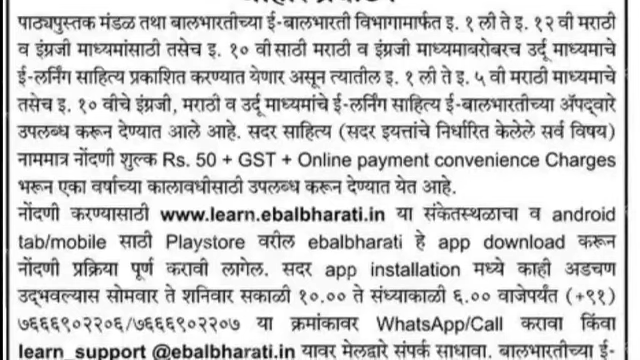 पाठ्यपुस्तक मंडळ तथा बालभारतीच्या ई-बालभारती विभागामार्फत इ. १ ली ते इ. १२ वी मराठी
व इंग्रजी माध्यमांसाठी तसेच इ. १० वी साठी मराठी व इंग्रजी माध्यमाबरोबरच उर्दू माध्यमाचे
ई-लर्निंग साहित्य प्रकाशित करण्यात येणार असून त्यातील इ. १ ली ते इ. ५ वी मराठी माध्यमाचे
तसेच इ. १० वीचे इंग्रजी, मराठी व उर्दू माध्यमांचे ई-लर्निंग साहित्य ई-बालभारतीच्या ॲपद्वारे
उपलब्ध करून देण्यात आले आहे. सदर साहित्य (सदर इयत्तांचे निर्धारित केलेले सर्व विषय)
नाममात्र नोंदणी शुल्क Rs. 50 + GST + Online payment convenience Charges
भरून एका वर्षाच्या कालावधीसाठी उपलब्ध करून देण्यात येत आहे.
नोंदणी करण्यासाठी www.learn.ebalbharati.in या संकेतस्थळाचा व android
tab/mobile साठी Playstore वरील ebalbharati हे app download करून
नोंदणी प्रक्रिया पूर्ण करावी लागेल. सदर app installation मध्ये काही अडचण
उद्‌भवल्यास सोमवार ते शनिवार सकाळी १०.०० ते संध्याकाळी ६.०० वाजेपर्यंत (+९१)
७६६६९०२२०६/७६६६९०२२०७ या क्रमांकावर WhatsApp/Call करावा किंवा
learn_support @ebalbharati.in यावर मेलद्वारे संपर्क साधावा. बालभारतीच्या ई-